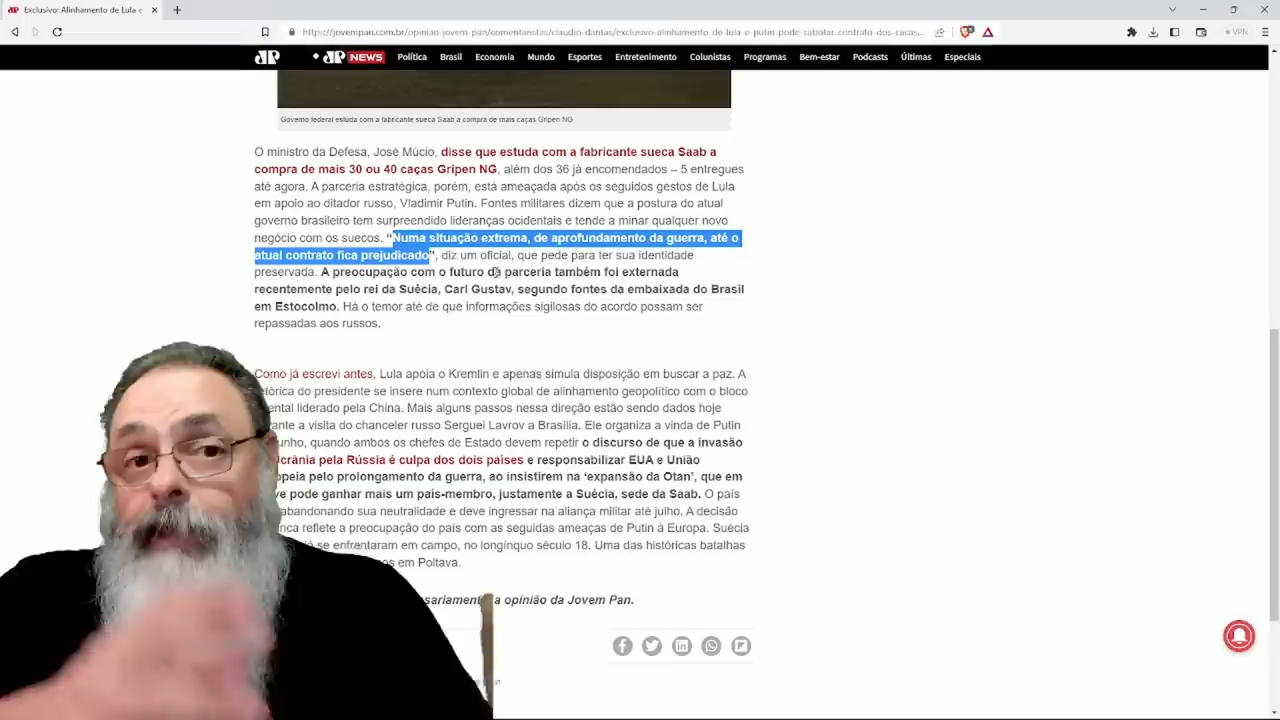 Exclusivo: Alinhamento de Lula e
https://jovempan.com.br/opiniao-jovem-pan/comentaristas/claudio-dantas/exclusivo-alinhamento-de-lula-e-putin-pode-sabotar-contrato-dos-cacas...
VPN
JP NEWS Política Brasil Economia Mundo Esportes Entretenimento Colunistas Programas Bem-estar Podcasts Últimas Especiais
Governo federal estuda com a fabricante sueca Saab a compra de mais caças Gripen NG
O ministro da Defesa, José Múcio, disse que estuda com a fabricante sueca Saab a
compra de mais 30 ou 40 caças Gripen NG, além dos 36 já encomendados – 5 entregues
até agora. A parceria estratégica, porém, está ameaçada após os seguidos gestos de Lula
em apoio ao ditador russo, Vladimir Putin. Fontes militares dizem que a postura do atual
governo brasileiro tem surpreendido lideranças ocidentais e tende a minar qualquer novo
negócio com os suecos. “Numa situação extrema, de aprofundamento da guerra, até o
atual contrato fica prejudicado”, diz um oficial, que pede para ter sua identidade
preservada. A preocupação com o futuro da parceria também foi externada
recentemente pelo rei da Suécia, Carl Gustav, segundo fontes da embaixada do Brasil
em Estocolmo. Há o temor até de que informações sigilosas do acordo possam ser
repassadas aos russos.
Como já escrevi antes, Lula apoia o Kremlin e apenas simula disposição em buscar a paz. A
etórica do presidente se insere num contexto global de alinhamento geopolítico com o bloco
ental liderado pela China. Mais alguns passos nessa direção estão sendo dados hoje
rante a visita do chanceler russo Serguei Lavrov a Brasília. Ele organiza a vinda de Putin
unho, quando ambos os chefes de Estado devem repetir o discurso de que a invasão
crânia pela Rússia é culpa dos dois países e responsabilizar EUA e União
opeia pelo prolongamento da guerra, ao insistirem na ‘expansão da Otan’, que em
ve pode ganhar mais um país-membro, justamente a Suécia, sede da Saab. O país
abandonando sua neutralidade e deve ingressar na aliança militar até julho. A decisão
nca reflete a preocupação do país com as seguidas ameaças de Putin à Europa. Suécia
se enfrentaram em campo, no longínquo século 18. Uma das históricas batalhas
os em Poltava.
sariamente a opinião da Jovem Pan.